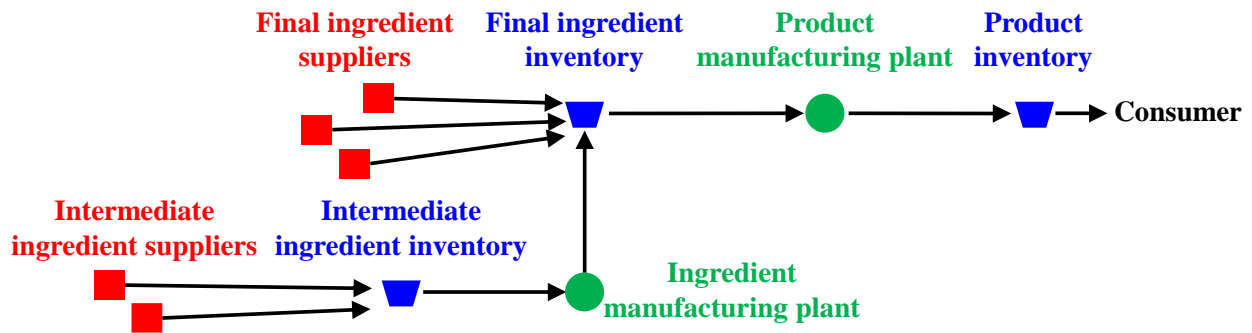 Final ingredient
suppliers
Final ingredient
inventory
Product
manufacturing plant
Product
inventory
Consumer
Intermediate
ingredient suppliers
Intermediate
ingredient inventory
Ingredient
manufacturing plant